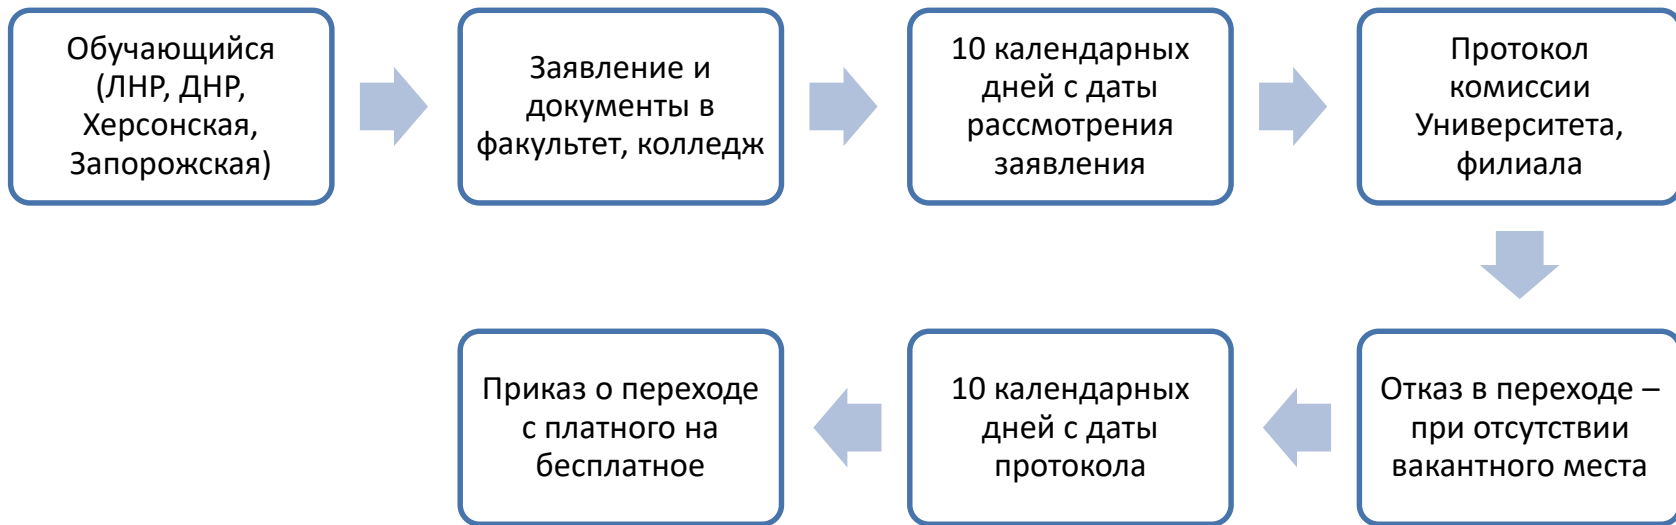 Обучающийся
(ЛНР, ДНР,
Херсонская,
Запорожская)
Заявление и
документы в
факультет, колледж
10 календарных
дней с даты
рассмотрения
заявления
Протокол
комиссии
Университета,
филиала
Отказ в переходе –
при отсутствии
вакантного места
10 календарных
дней с даты
протокола
Приказ о переходе
с платного на
бесплатное